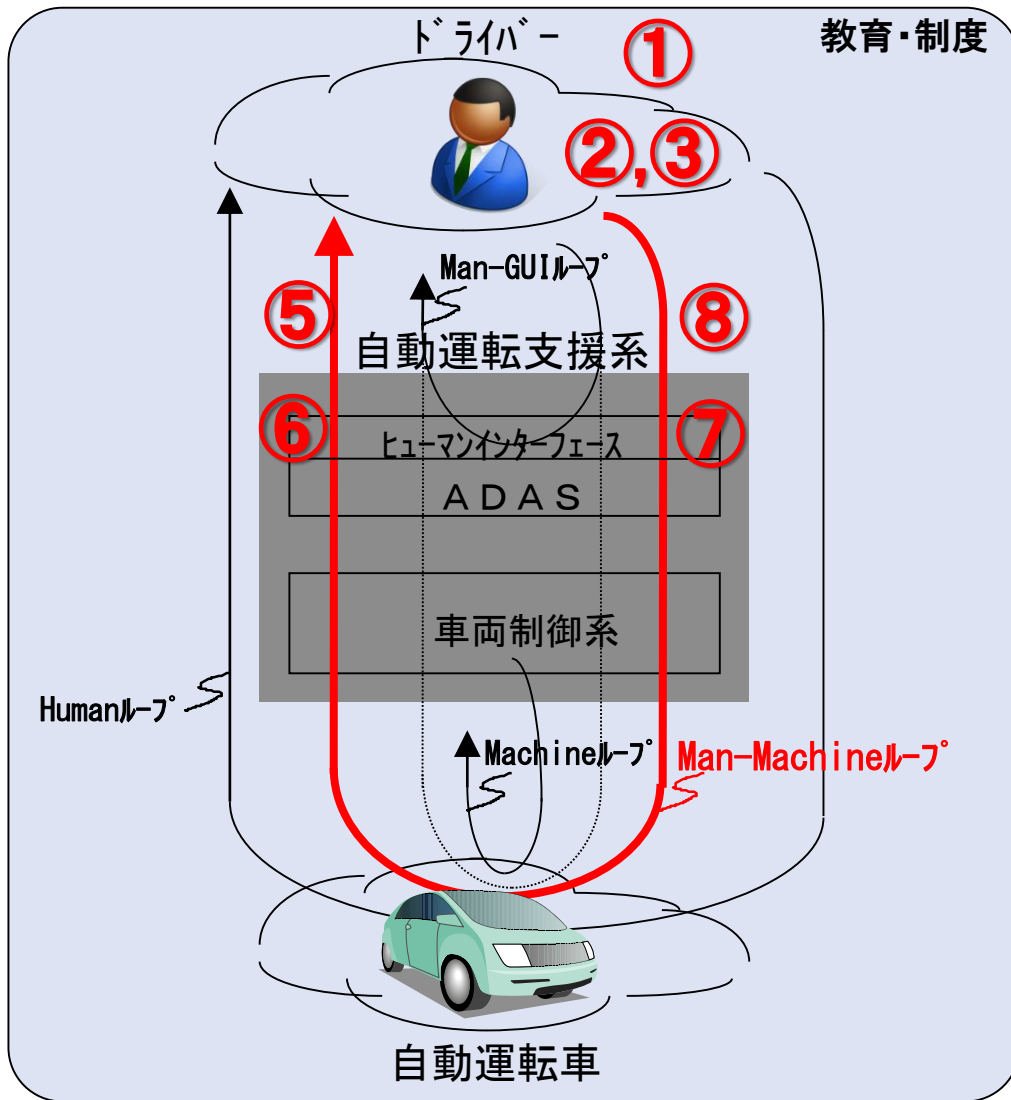 教育・制度
ﾄﾞﾗｲﾊﾞｰ
①
②,③
Man-GUIﾙｰﾌﾟ
⑤
⑧
自動運転支援系
⑥
⑦
ﾋｭｰﾏﾝｲﾝﾀｰﾌｪｰｽ
ＡＤＡＳ
車両制御系
Humanﾙｰﾌﾟ
Machineﾙｰﾌﾟ
Man-Machineﾙｰﾌﾟ
自動運転車